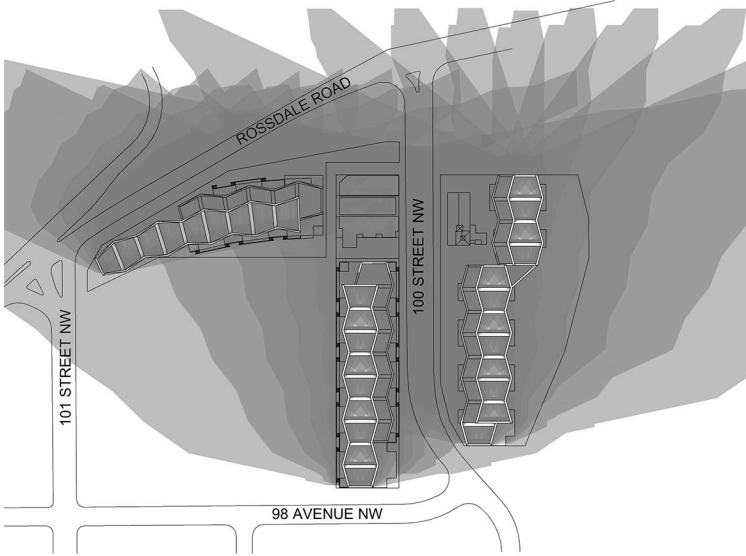 ROSSDALE ROAD
100 STREET NW
101 STREET NW
98 AVENUE NW